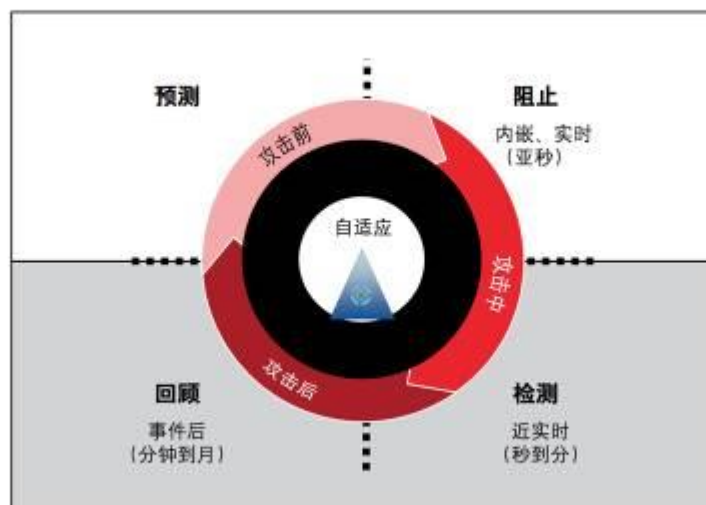 预测
阻止
内嵌、实时
(亚秒)
攻击前
自适应
攻击中
攻击后
回顾
事件后
(分钟到月)
检测
近实时
(秒到分)